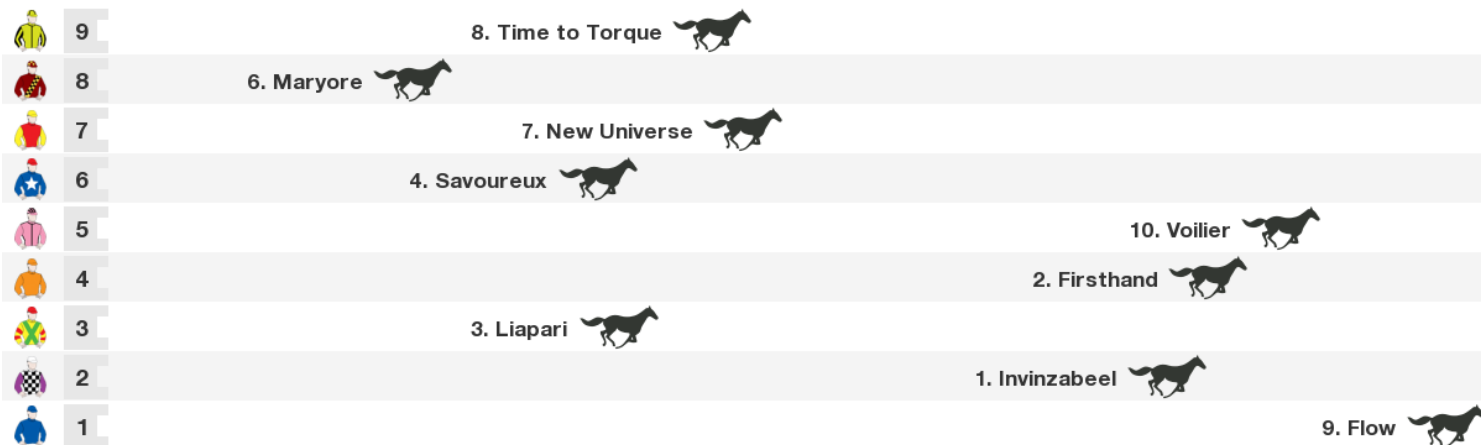 9 8. Time to Torque
8 6. Maryore
7 7. New Universe
6 4. Savoureux
5 10. Voilier
4 2. Firsthand
3 3. Liapari
2 1. Invinzabeel
1 9. Flow